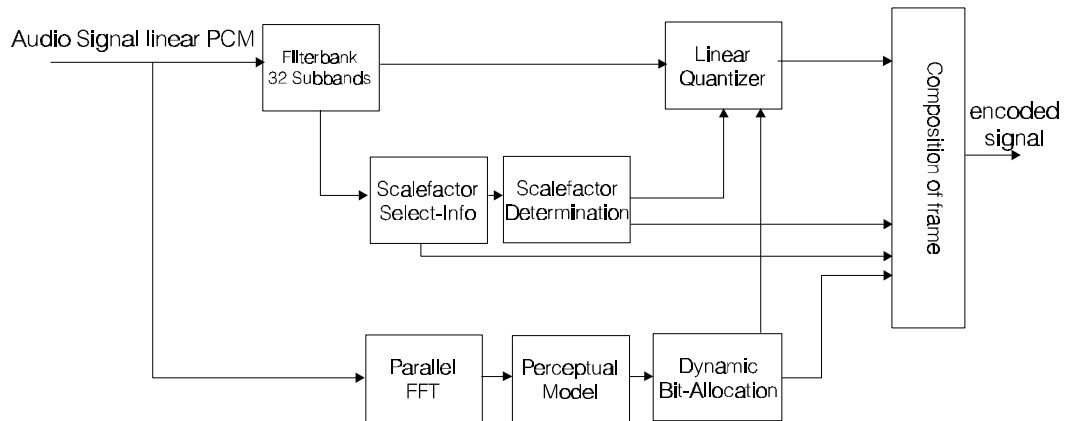 Audio Signal linear PCM
Filterbank
32 Subbands
Linear
Quantizer
Composition of frame
encoded
signal
Scalefactor
Select-Info
Scalefactor
Determination
Parallel
FFT
Perceptual
Model
Dynamic
Bit-Allocation